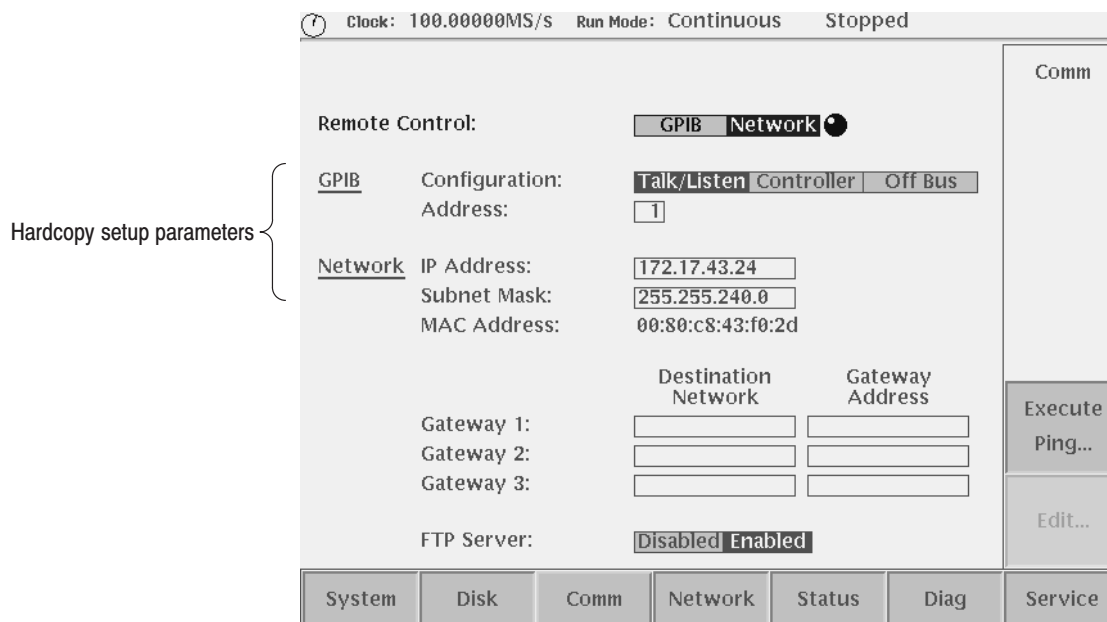 Clock: 100.00000MS/s Run Mode: Continuous Stopped
Comm
Remote Control: GPIB Network
GPIB Configuration: Talk/Listen Controller Off Bus
Address: 1
Hardcopy setup parameters
Network IP Address: 172.17.43.24
Subnet Mask: 255.255.240.0
MAC Address: 00:80:c8:43:f0:2d
Destination Network
Gateway Address
Gateway 1:
Gateway 2:
Gateway 3:
FTP Server: Disabled Enabled
Execute
Ping...
Edit...
System Disk Comm Network Status Diag Service